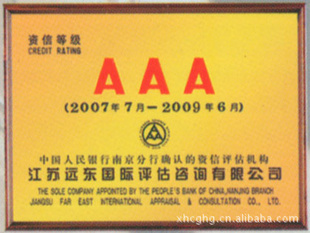 资信等级
CREDIT RATING
AAA
(2007年7月－2009年6月)
中国人民银行南京分行确认的资信评估机构
江苏远东国际评估咨询有限公司
THE SOLE COMPANY APPOINTED BY THE PEOPLE'S BANK OF CHINA,NANJING BRANCH
JIANGSU FAR EAST INTERNATIONAL APPRAISAL & CONSULTATION CO., LTD
xhcghg.cn.alibaba.com